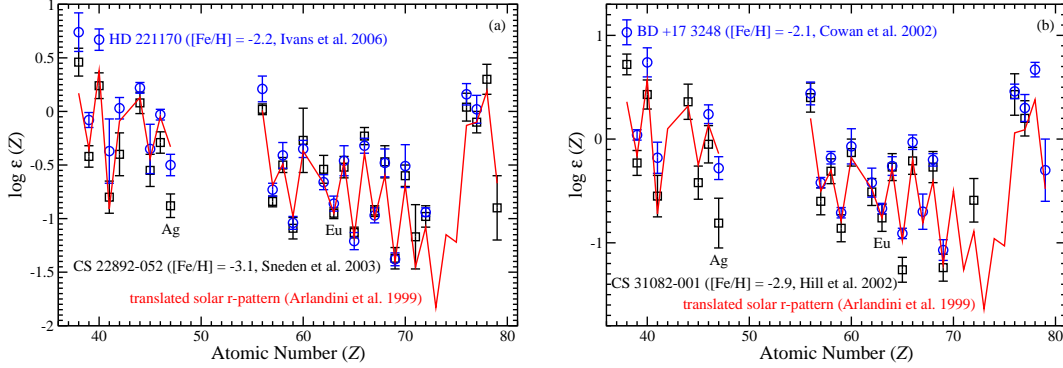 (a)
HD 221170 ([Fe/H] = -2.2, Ivans et al. 2006)
1
0.5
0
-0.5
-1
-1.5
-2
log ε (Z)
Ag
Eu
CS 22892-052 ([Fe/H] = -3.1, Sneden et al. 2003)
translated solar r-pattern (Arlandini et al. 1999)
40 50 60 70 80
Atomic Number (Z)
(b)
BD +17 3248 ([Fe/H] = -2.1, Cowan et al. 2002)
1
0
-1
log ε (Z)
Eu
Ag
CS 31082-001 ([Fe/H] = -2.9, Hill et al. 2002)
translated solar r-pattern (Arlandini et al. 1999)
40 50 60 70 80
Atomic Number (Z)